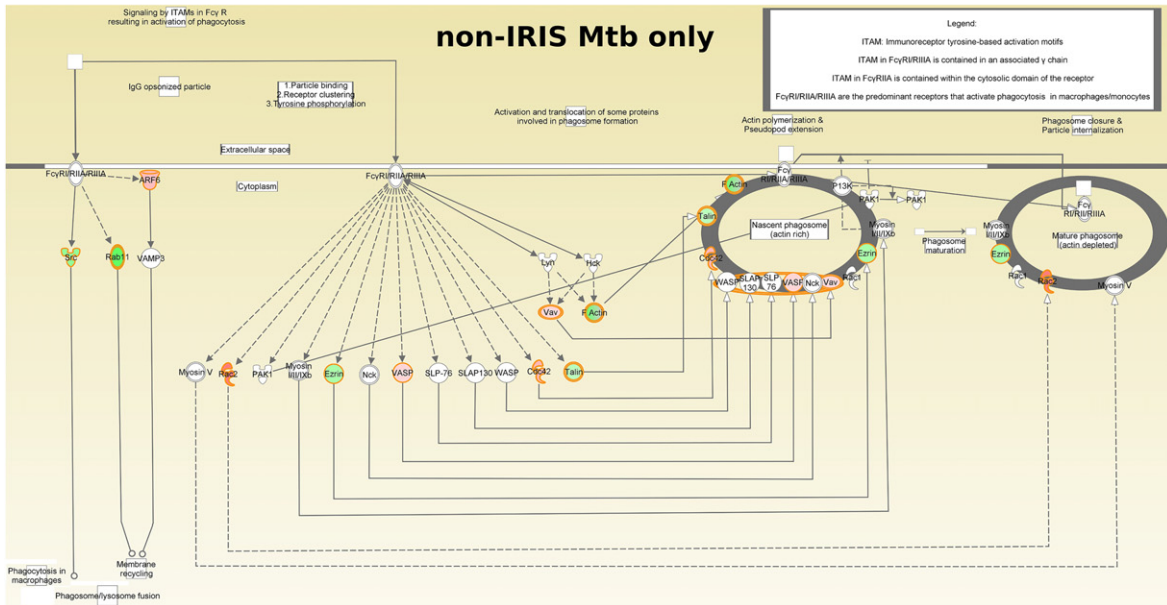 Signaling by ITAMs in Fcγ R
resulting in activation of phagocytosis
non-IRIS Mtb only
Legend:
ITAM: Immunoreceptor tyrosine-based activation motifs
ITAM in FcγRI/RIIIA is contained in an associated γ chain
ITAM in FcγRIIA is contained within the cytosolic domain of the receptor
FcγRI/RIIA/RIIIA are the predominant receptors that activate phagocytosis in macrophages/monocytes
IgG opsonized particle
1.Particle binding
2.Receptor clustering
3.Tyrosine phosphorylation
Activation and translocation of some proteins
involved in phagosome formation
Actin polymerization &
Pseudopod extension
Phagosome closure &
Particle internalization
Extracellular space
Cytoplasm
FcγRI/RIIA/RIIIA
ARF6
FcγRI/RIIA/RIIIA
Fcγ
RI/RIIA/RIIIA
F Actin
P13K
PAK1
PAK1
Talin
Myosin
I/II/IXb
Nascent phagosome
(actin rich)
Phagosome
maturation
Fcγ
RI/RII/RIIIA
Mature phagosome
(actin depleted)
Myosin
I/II/IXb
Ezrin
Rac1
Rac2
Myosin V
Src
Rab11
VAMP3
Lyn
Hck
Vav
F Actin
Cdc42
Ezrin
WASP
SLAP
130
SLP
76
VASP
Nck
Vav
Rac1
Myosin V
Rac2
PAK1
Myosin
I/II/IXb
Ezrin
Nck
VASP
SLP-76
SLAP130
WASP
Cdc42
Talin
Phagocytosis in
macrophages
Membrane
recycling
Phagosome/lysosome fusion